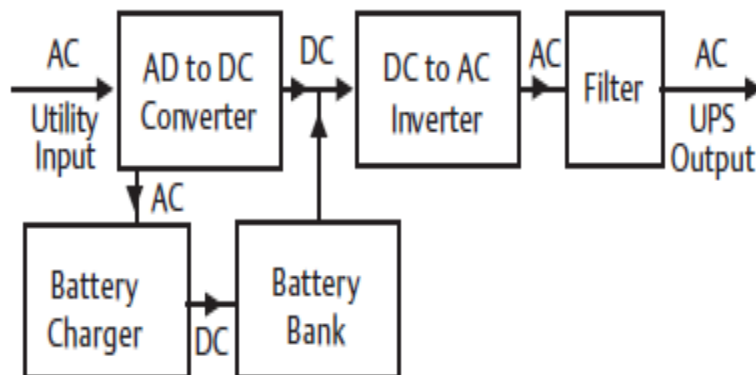 AC
Utility
Input
AD to DC
Converter
DC
DC to AC
Inverter
AC
Filter
AC
UPS
Output
AC
Battery
Charger
DC
Battery
Bank